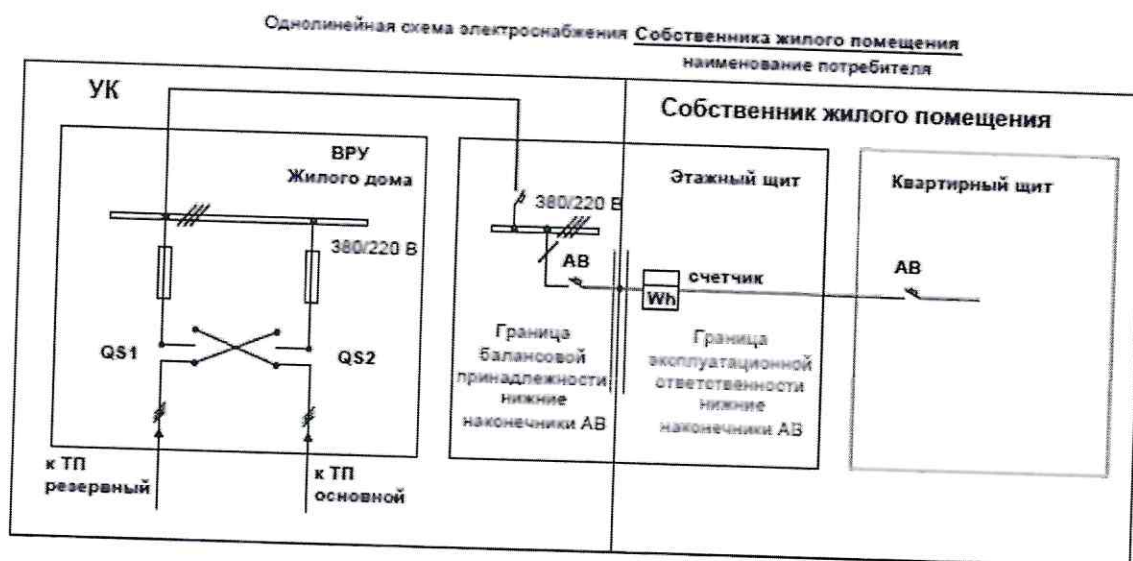 Однолинейная схема электроснабжения Собственника жилого помещения
наименование потребителя
УК
Собственник жилого помещения
ВРУ
Жилого дома
380/220 В
QS1
QS2
к ТП
резервный
к ТП
основной
Этажный щит
380/220 В
АВ
счетчик
Wh
Граница
балансовой
принадлежности
нижние
наконечники АВ
Граница
эксплуатационной
ответственности
нижние
наконечники АВ
Квартирный щит
АВ